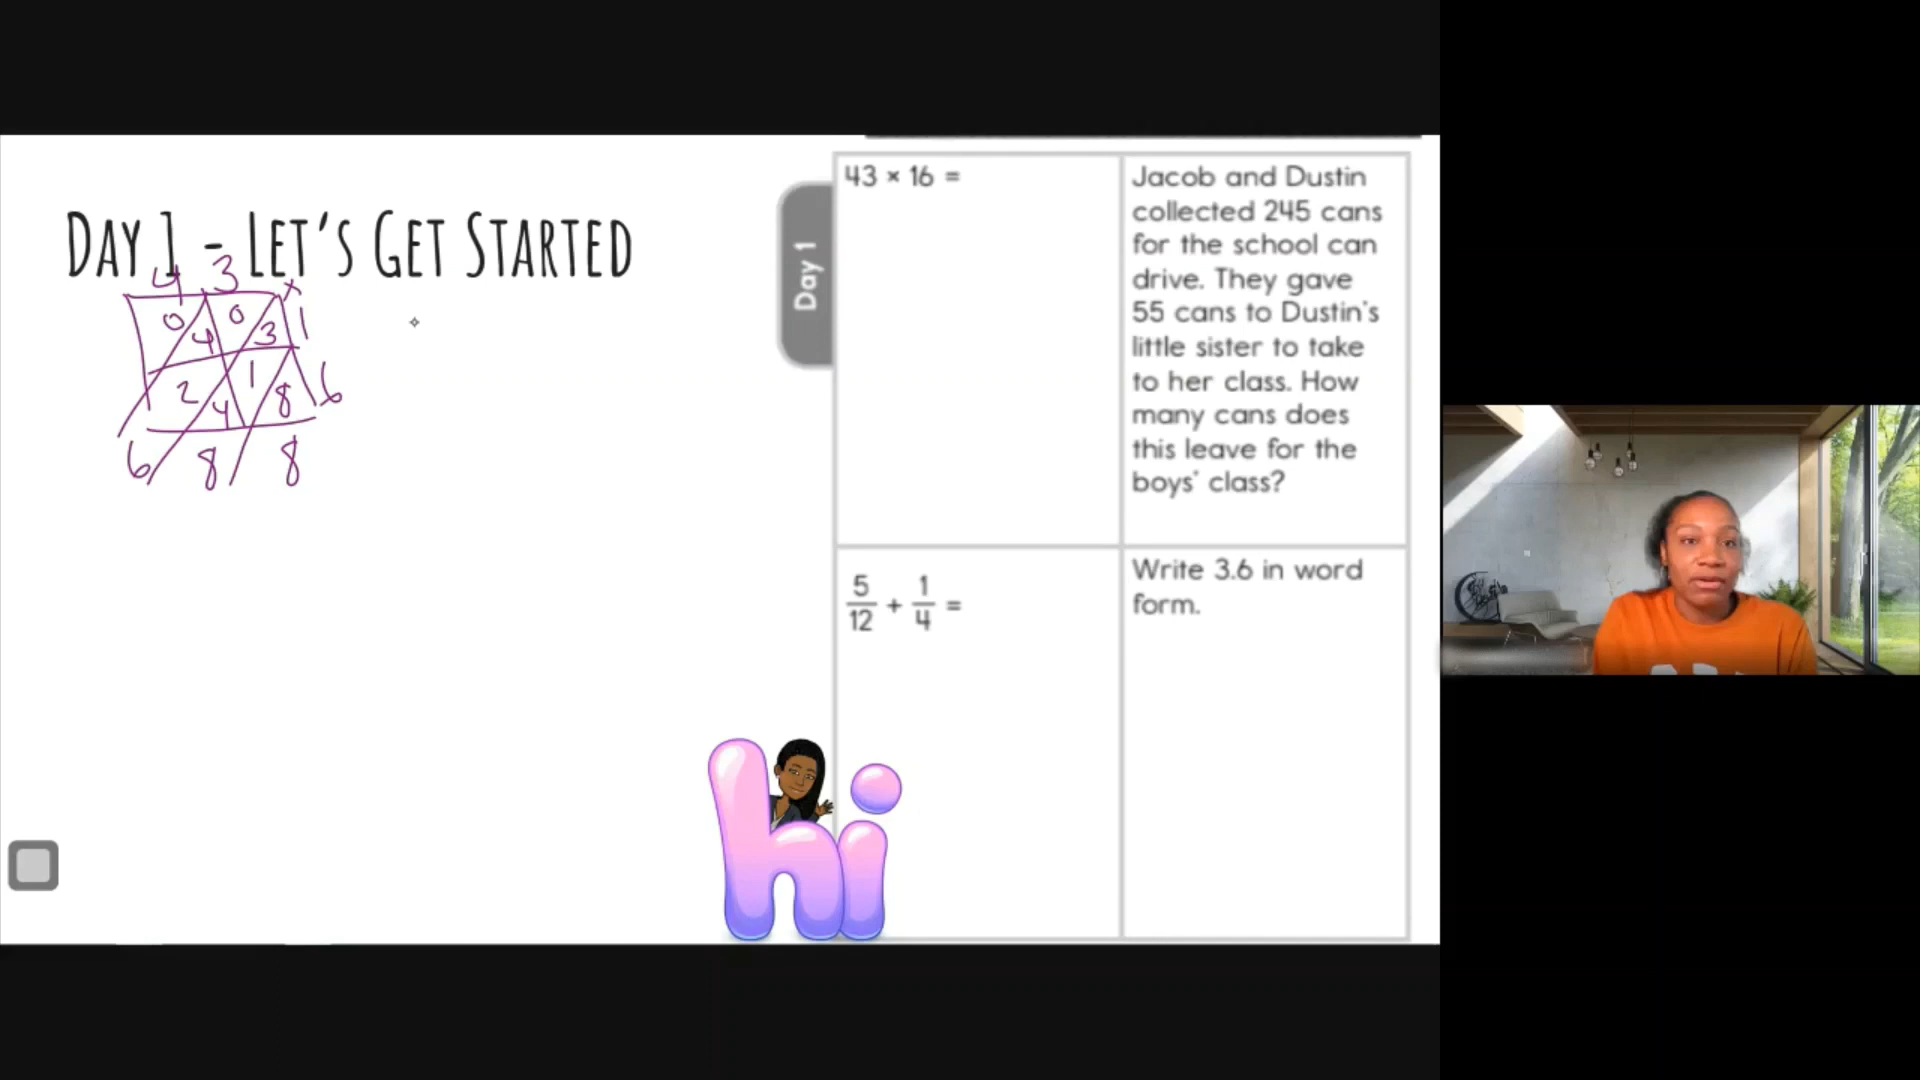 DAY 1 - LET'S GET STARTED
4 3 x
0 0 1
4 3
2 1 6
4 8
6 8 8
Day 1
43 × 16 =
Jacob and Dustin
collected 245 cans
for the school can
drive. They gave
55 cans to Dustin's
little sister to take
to her class. How
many cans does
this leave for the
boys' class?
5/12 + 1/4 =
Write 3.6 in word
form.
hi